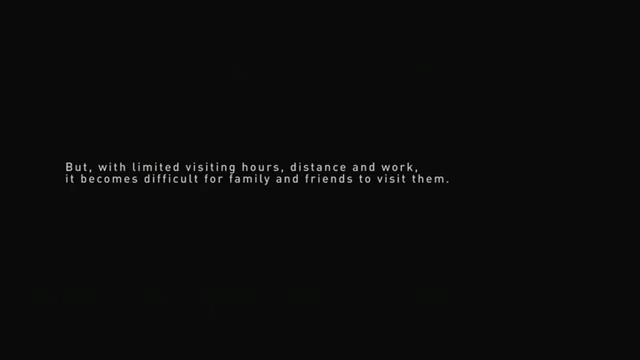 But, with limited visiting hours, distance and work,
it becomes difficult for family and friends to visit them.